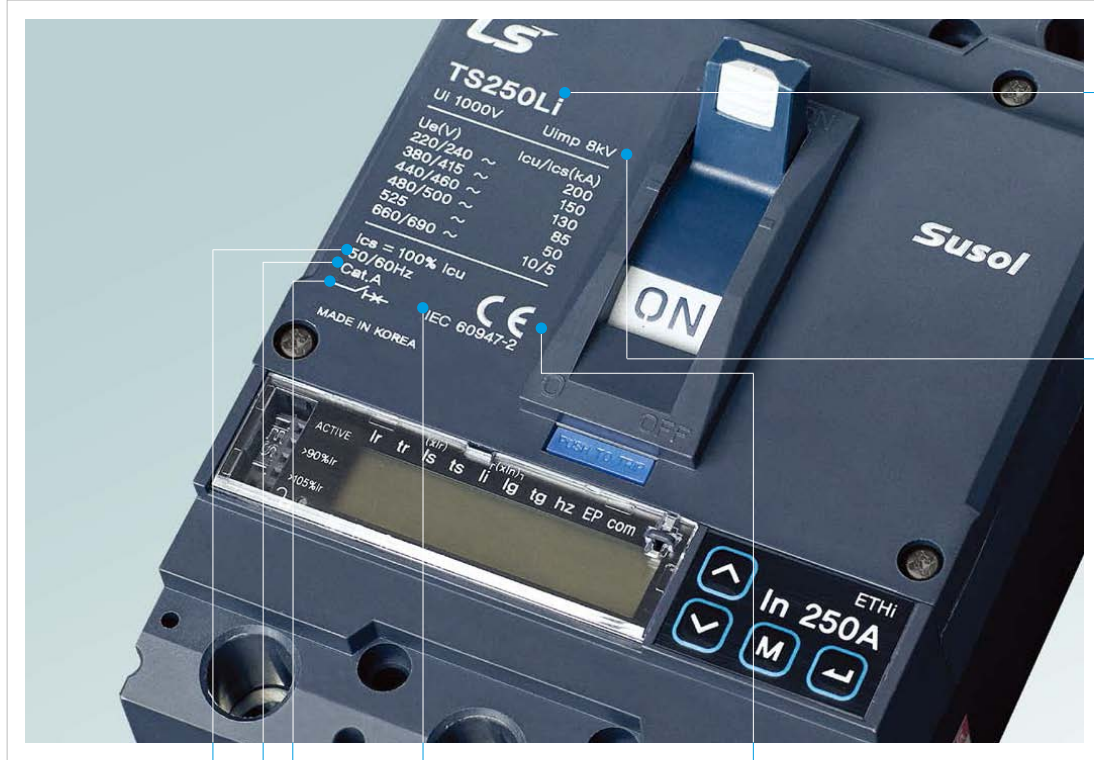 LS
TS250Li
Ui 1000V Uimp 8kV
Ue(V) Icu/Ics(kA)
220/240 ~ 200
380/415 ~ 150
440/460 ~ 130
480/500 ~ 85
525 ~ 50
660/690 ~ 10/5
Ics = 100% Icu
50/60Hz
Cat.A
MADE IN KOREA
IEC 60947-2
CE
Susol
ON
ON
O
OFF
PUSH TO TRIP
ACTIVE
>90%Ir
>105%Ir
(xIr) (xIn)
Ir tr Is ts Ii Ig tg hz EP com
ETHi
In 250A
M